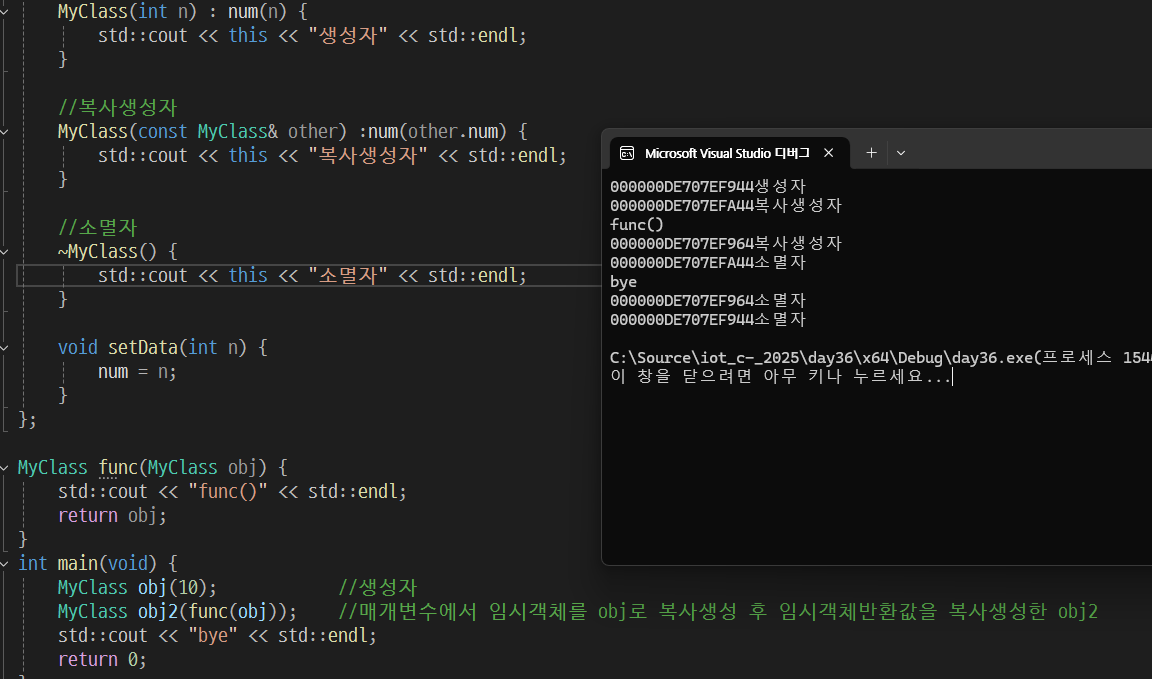 MyClass(int n) : num(n) {
std::cout << this << "생성자" << std::endl;
}
//복사생성자
MyClass(const MyClass& other) :num(other.num) {
std::cout << this << "복사생성자" << std::endl;
}
//소멸자
~MyClass() {
std::cout << this << "소멸자" << std::endl;
}
void setData(int n) {
num = n;
}
};
MyClass func(MyClass obj) {
std::cout << "func()" << std::endl;
return obj;
}
int main(void) {
MyClass obj(10); //생성자
MyClass obj2(func(obj)); //매개변수에서 임시객체를 obj로 복사생성 후 임시객체반환값을 복사생성한 obj2
std::cout << "bye" << std::endl;
return 0;
Microsoft Visual Studio 디버그
000000DE707EF944생성자
000000DE707EFA44복사생성자
func()
000000DE707EF964복사생성자
000000DE707EFA44소멸자
bye
000000DE707EF964소멸자
000000DE707EF944소멸자
C:\Source\iot_c-_2025\day36\x64\Debug\day36.exe(프로세스 154
이 창을 닫으려면 아무 키나 누르세요...